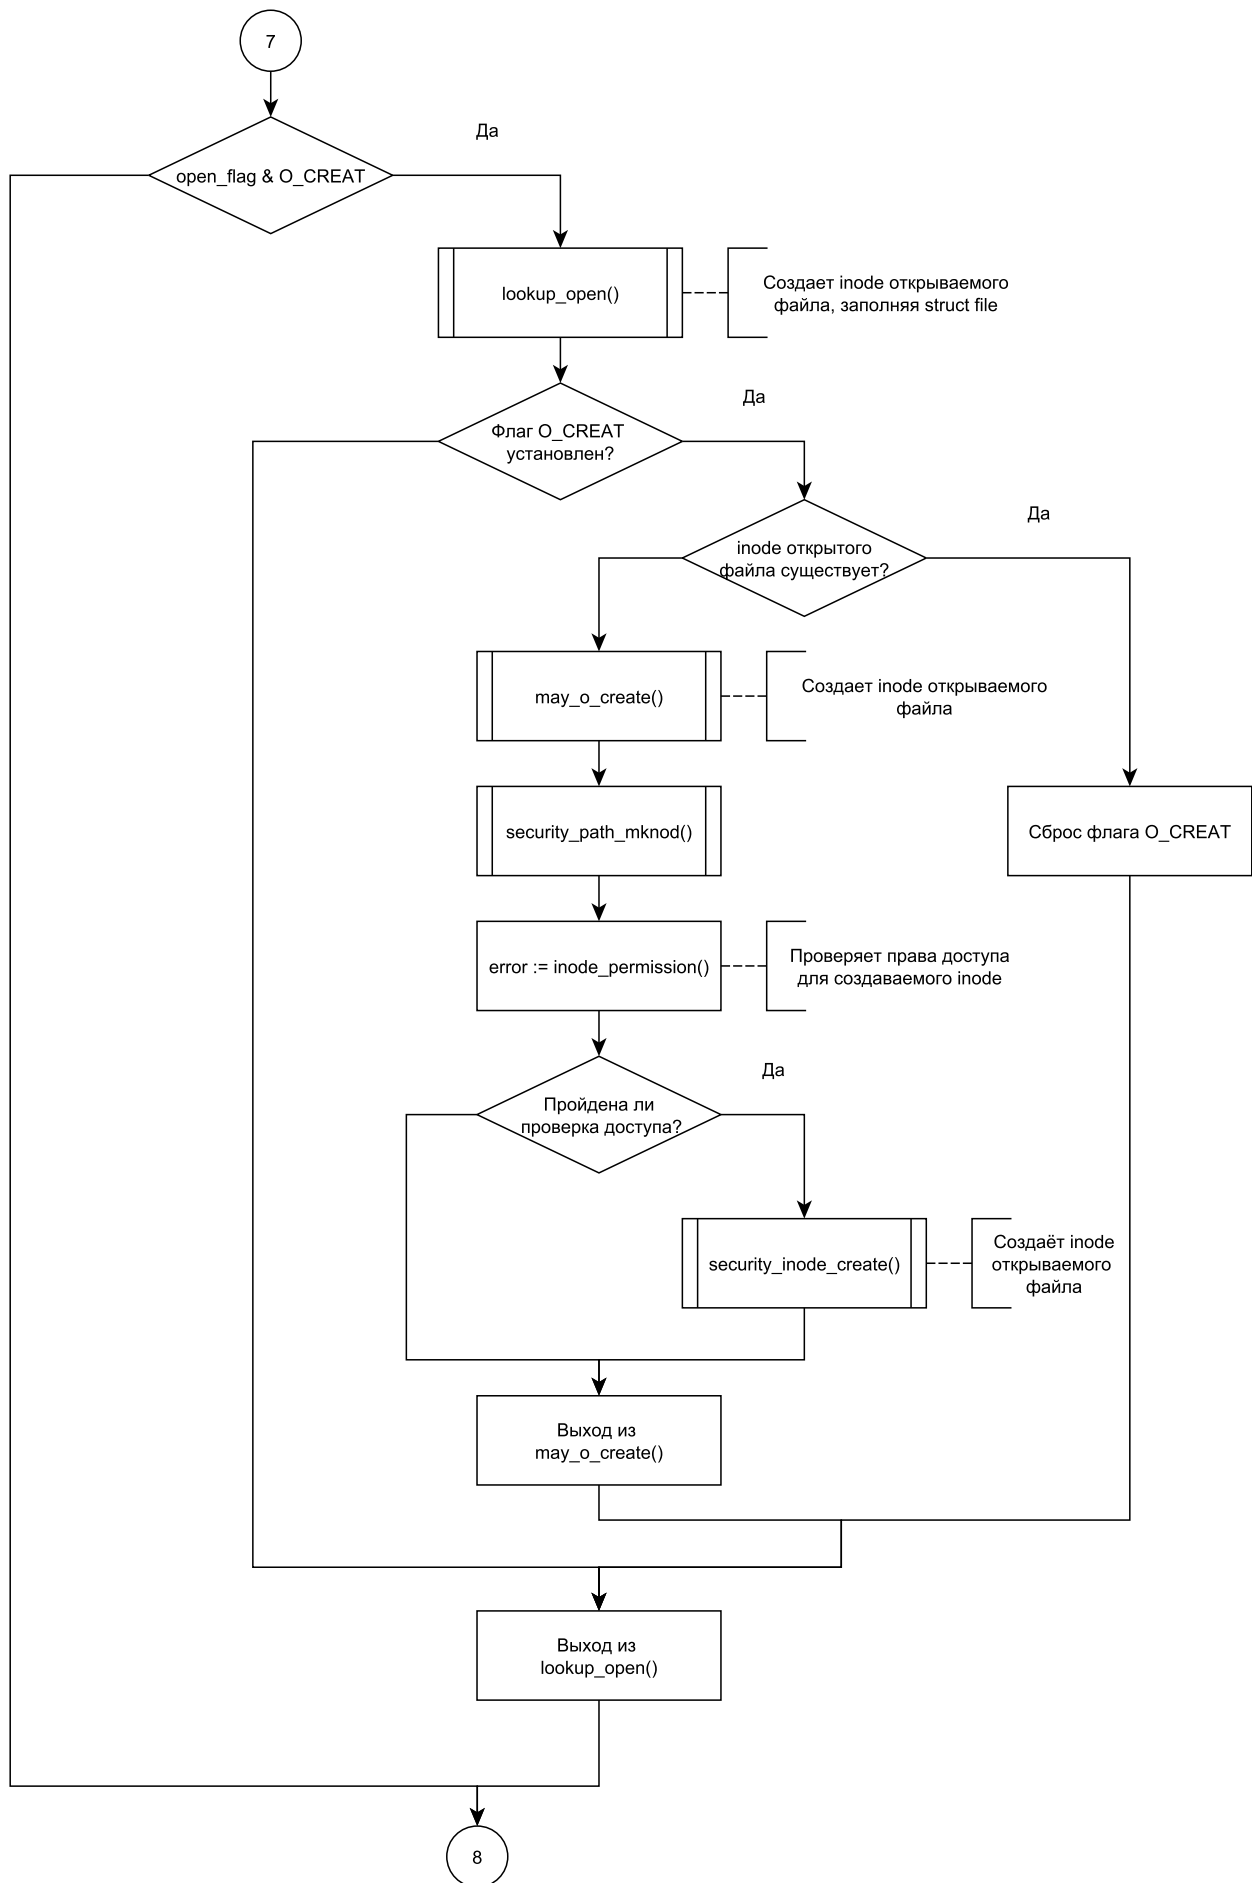 7
Да
open_flag & O_CREAT
lookup_open()
Создает inode открываемого
файла, заполняя struct file
Да
Флаг O_CREAT
установлен?
Да
inode открытого
файла существует?
may_o_create()
Создает inode открываемого
файла
security_path_mknod()
Сброс флага O_CREAT
error := inode_permission()
Проверяет права доступа
для создаваемого inode
Да
Пройдена ли
проверка доступа?
security_inode_create()
Создаёт inode
открываемого
файла
Выход из
may_o_create()
Выход из
lookup_open()
8